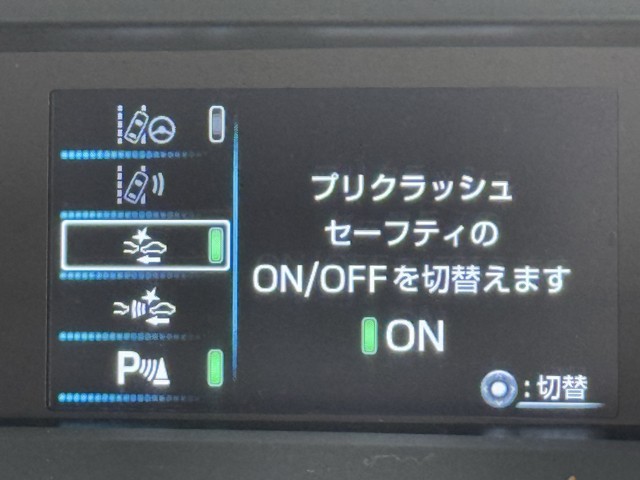 プリクラッシュ
セーフティの
ON/OFFを切替えます
ON
P
:切替